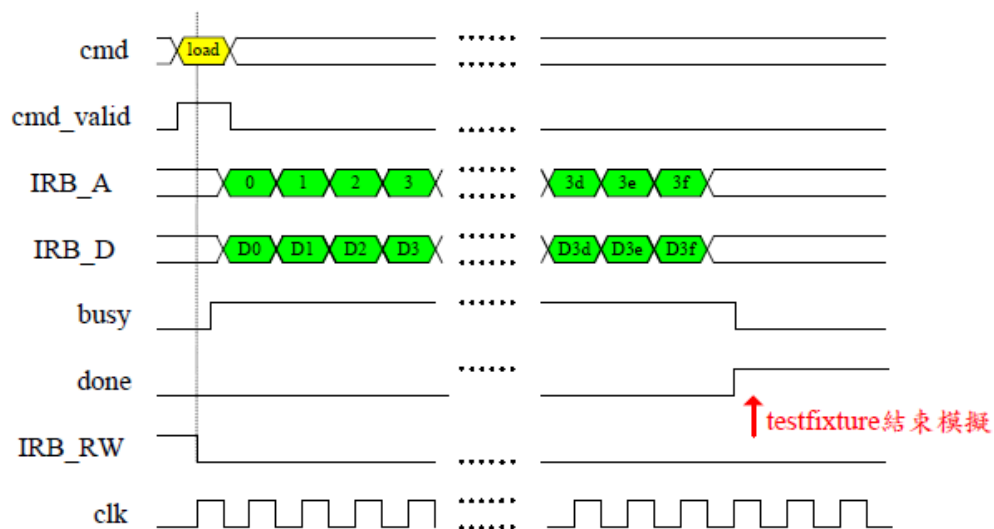 cmd load
cmd_valid
IRB_A 0 1 2 3 3d 3e 3f
IRB_D D0 D1 D2 D3 D3d D3e D3f
busy
done
testfixture結束模擬
IRB_RW
clk